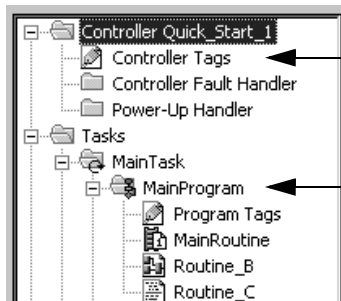 Controller Quick_Start_1
Controller Tags
Controller Fault Handler
Power-Up Handler
Tasks
MainTask
MainProgram
Program Tags
MainRoutine
Routine_B
Routine_C